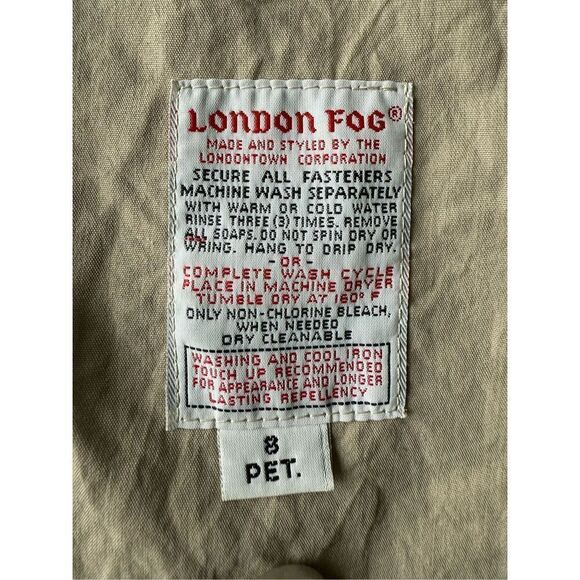 LONDON FOG®
MADE AND STYLED BY THE
LONDONTOWN CORPORATION
SECURE ALL FASTENERS
MACHINE WASH SEPARATELY
WITH WARM OR COLD WATER
RINSE THREE (3) TIMES. REMOVE
ALL SOAPS. DO NOT SPIN DRY OR
WRING. HANG TO DRIP DRY.
-OR-
COMPLETE WASH CYCLE
PLACE IN MACHINE DRYER
TUMBLE DRY AT 160° F
ONLY NON-CHLORINE BLEACH,
WHEN NEEDED
DRY CLEANABLE
WASHING AND COOL IRON
TOUCH UP RECOMMENDED
FOR APPEARANCE AND LONGER
LASTING REPELLENCY
8
PET.